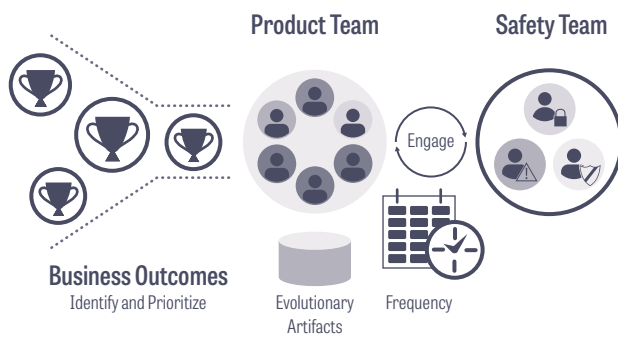 Product Team
Safety Team
Engage
Business Outcomes
Identify and Prioritize
Evolutionary
Artifacts
Frequency